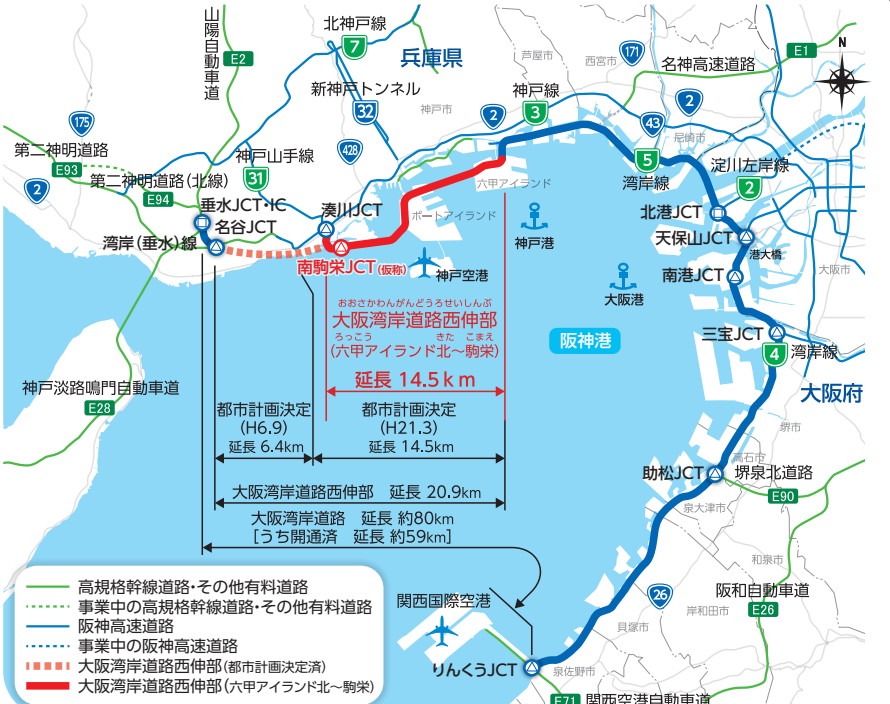 山陽自動車道
E2
北神戸線
7
兵庫県
芦屋市
西宮市
171
名神高速道路
E1
N
新神戸トンネル
32
神戸市
2
神戸線
3
43
2
尼崎市
175
第二神明道路
E93
2
第二神明道路(北線)
E94
神戸山手線
31
428
5
湾岸線
淀川左岸線
2
六甲アイランド
ポートアイランド
垂水JCT・IC
名谷JCT
湾岸(垂水)線
湊川JCT
南駒栄JCT(仮称)
神戸空港
神戸港
大阪港
北港JCT
天保山JCT
港大橋
南港JCT
大阪市
三宝JCT
4
湾岸線
大阪府
おおさかわんがんどうろせいしんぶ
大阪湾岸道路西伸部
ろっこう きた こまえ
(六甲アイランド北〜駒栄)
延長 14.5km
阪神港
神戸淡路鳴門自動車道
E28
都市計画決定
(H6.9)
延長 6.4km
都市計画決定
(H21.3)
延長 14.5km
堺市
高石市
助松JCT
堺泉北道路
E90
泉大津市
大阪湾岸道路西伸部 延長 20.9km
大阪湾岸道路 延長 約80km
[うち開通済 延長 約59km]
和泉市
阪和自動車道
E26
26
岸和田市
貝塚市
関西国際空港
りんくうJCT
泉佐野市
E71
関西空港自動車道
高規格幹線道路・その他有料道路
事業中の高規格幹線道路・その他有料道路
阪神高速道路
事業中の阪神高速道路
大阪湾岸道路西伸部(都市計画決定済)
大阪湾岸道路西伸部(六甲アイランド北〜駒栄)